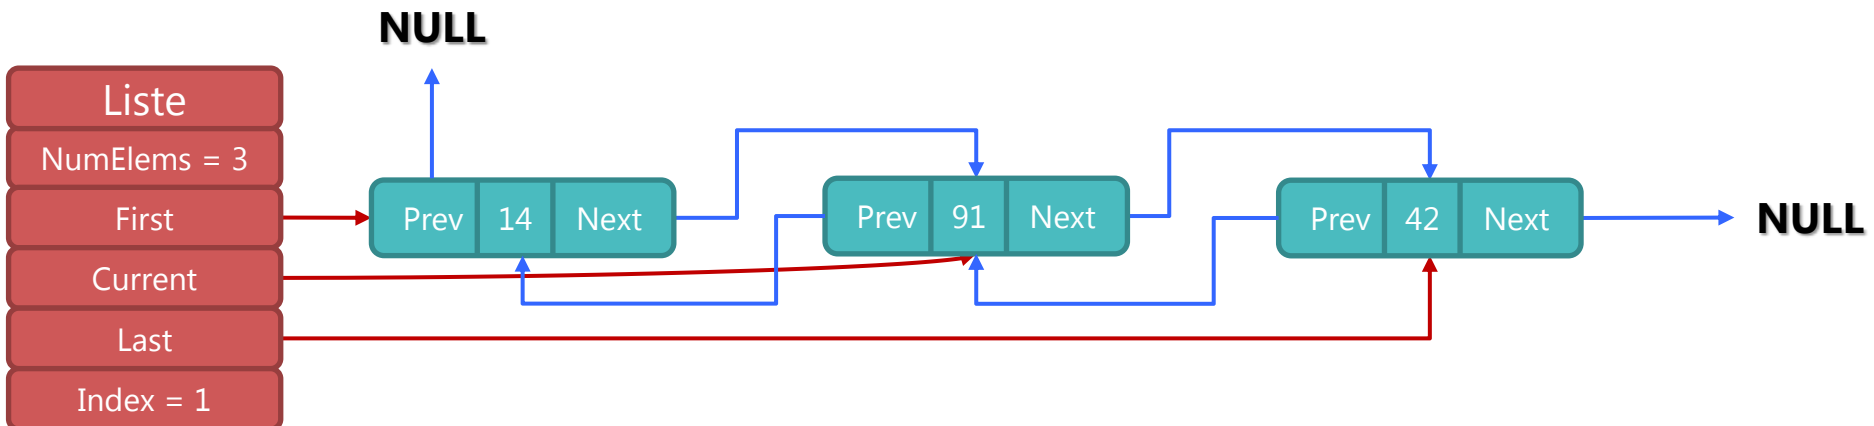 NULL
Liste
NumElems = 3
First
Current
Last
Index = 1
Prev 14 Next
Prev 91 Next
Prev 42 Next
NULL